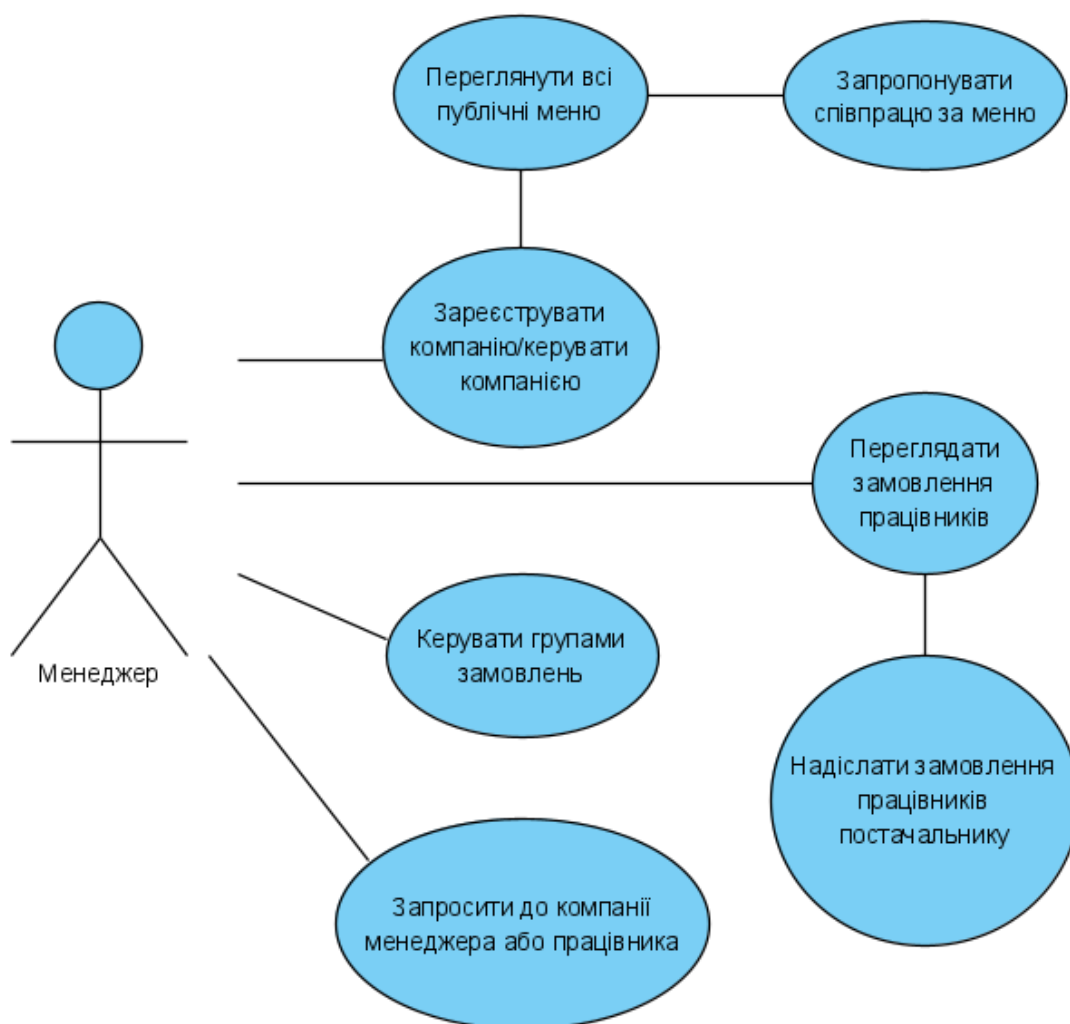 Переглянути всі
публічні меню
Запропонувати
співпрацю за меню
Зареєструвати
компанію/керувати
компанією
Переглядати
замовлення
працівників
Менеджер
Керувати групами
замовлень
Надіслати замовлення
працівників
постачальнику
Запросити до компанії
менеджера або працівника